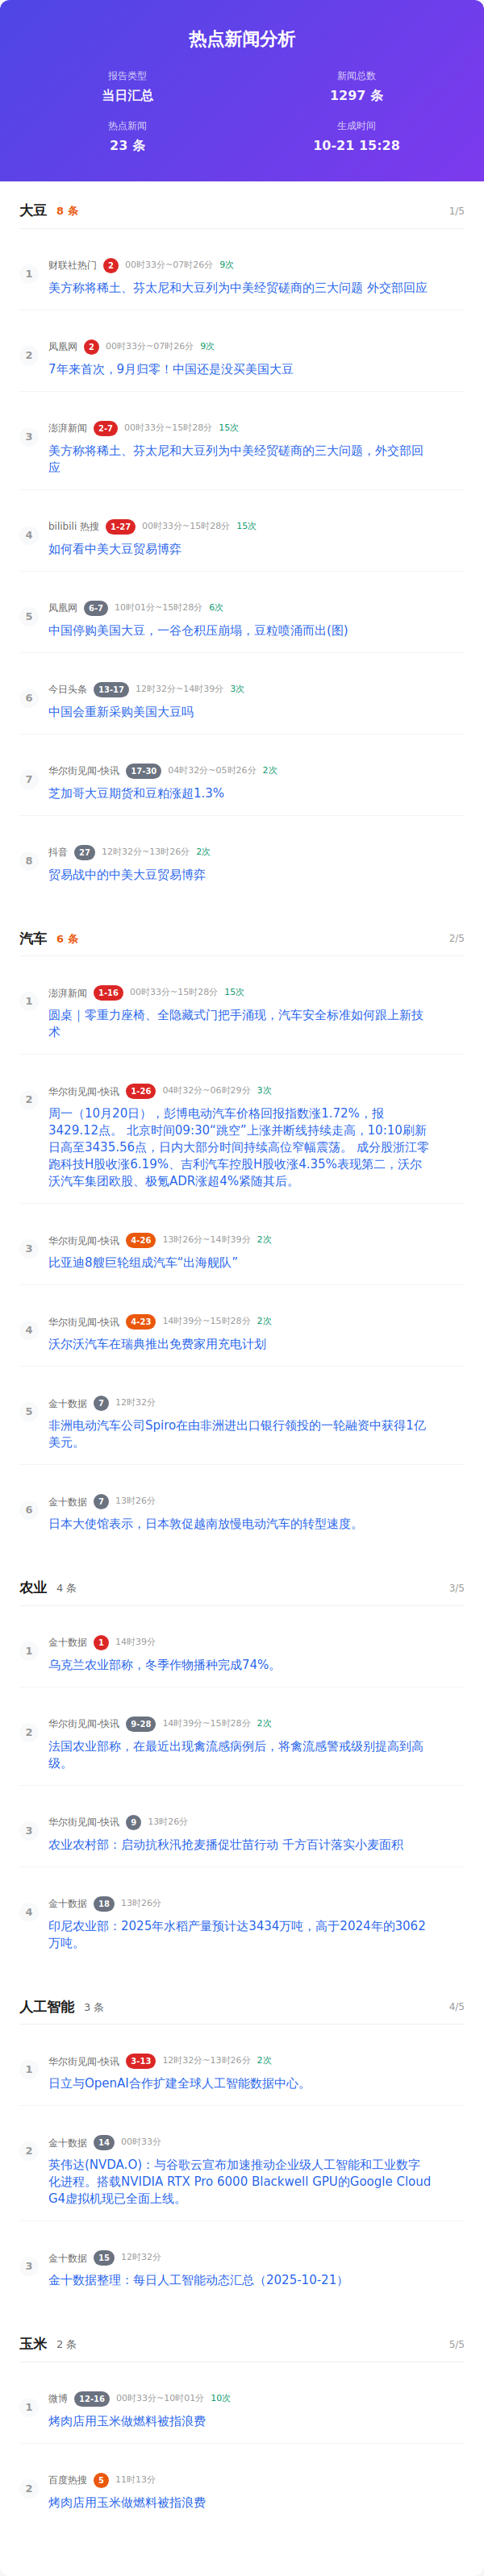 热点新闻分析
报告类型
新闻总数
当日汇总
1297 条
热点新闻
生成时间
23 条
10-21 15:28
大豆 8 条 1/5
1 财联社热门 2 00时33分~07时26分 9次
美方称将稀土、芬太尼和大豆列为中美经贸磋商的三大问题 外交部回应
2 凤凰网 2 00时33分~07时26分 9次
7年来首次，9月归零！中国还是没买美国大豆
3 澎湃新闻 2-7 00时33分~15时28分 15次
美方称将稀土、芬太尼和大豆列为中美经贸磋商的三大问题，外交部回
应
4 bilibili 热搜 1-27 00时33分~15时28分 15次
如何看中美大豆贸易博弈
5 凤凰网 6-7 10时01分~15时28分 6次
中国停购美国大豆，一谷仓积压崩塌，豆粒喷涌而出(图)
6 今日头条 13-17 12时32分~14时39分 3次
中国会重新采购美国大豆吗
7 华尔街见闻-快讯 17-30 04时32分~05时26分 2次
芝加哥大豆期货和豆粕涨超1.3%
8 抖音 27 12时32分~13时26分 2次
贸易战中的中美大豆贸易博弈
汽车 6 条 2/5
1 澎湃新闻 1-16 00时33分~15时28分 15次
圆桌｜零重力座椅、全隐藏式门把手涌现，汽车安全标准如何跟上新技
术
2 华尔街见闻-快讯 1-26 04时32分~06时29分 3次
周一（10月20日），彭博电动汽车价格回报指数涨1.72%，报
3429.12点。 北京时间09:30“跳空”上涨并断线持续走高，10:10刷新
日高至3435.56点，日内大部分时间持续高位窄幅震荡。 成分股浙江零
跑科技H股收涨6.19%、吉利汽车控股H股收涨4.35%表现第二，沃尔
沃汽车集团欧股、极氪ADR涨超4%紧随其后。
3 华尔街见闻-快讯 4-26 13时26分~14时39分 2次
比亚迪8艘巨轮组成汽车“出海舰队”
4 华尔街见闻-快讯 4-23 14时39分~15时28分 2次
沃尔沃汽车在瑞典推出免费家用充电计划
5 金十数据 7 12时32分
非洲电动汽车公司Spiro在由非洲进出口银行领投的一轮融资中获得1亿
美元。
6 金十数据 7 13时26分
日本大使馆表示，日本敦促越南放慢电动汽车的转型速度。
农业 4 条 3/5
1 金十数据 1 14时39分
乌克兰农业部称，冬季作物播种完成74%。
2 华尔街见闻-快讯 9-28 14时39分~15时28分 2次
法国农业部称，在最近出现禽流感病例后，将禽流感警戒级别提高到高
级。
3 华尔街见闻-快讯 9 13时26分
农业农村部：启动抗秋汛抢麦播促壮苗行动 千方百计落实小麦面积
4 金十数据 18 13时26分
印尼农业部：2025年水稻产量预计达3434万吨，高于2024年的3062
万吨。
人工智能 3 条 4/5
1 华尔街见闻-快讯 3-13 12时32分~13时26分 2次
日立与OpenAI合作扩建全球人工智能数据中心。
2 金十数据 14 00时33分
英伟达(NVDA.O)：与谷歌云宣布加速推动企业级人工智能和工业数字
化进程。搭载NVIDIA RTX Pro 6000 Blackwell GPU的Google Cloud
G4虚拟机现已全面上线。
3 金十数据 15 12时32分
金十数据整理：每日人工智能动态汇总（2025-10-21）
玉米 2 条 5/5
1 微博 12-16 00时33分~10时01分 10次
烤肉店用玉米做燃料被指浪费
2 百度热搜 5 11时13分
烤肉店用玉米做燃料被指浪费